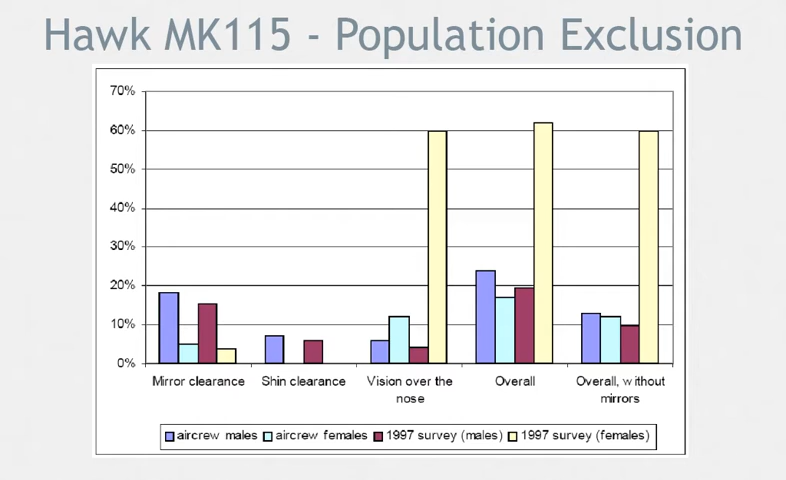 Hawk MK115 - Population Exclusion
70%
60%
50%
40%
30%
20%
10%
0%
Mirror clearance
Shin clearance
Vision over the
nose
Overall
Overall, without
mirrors
aircrew males
aircrew females
1997 survey (males)
1997 survey (females)